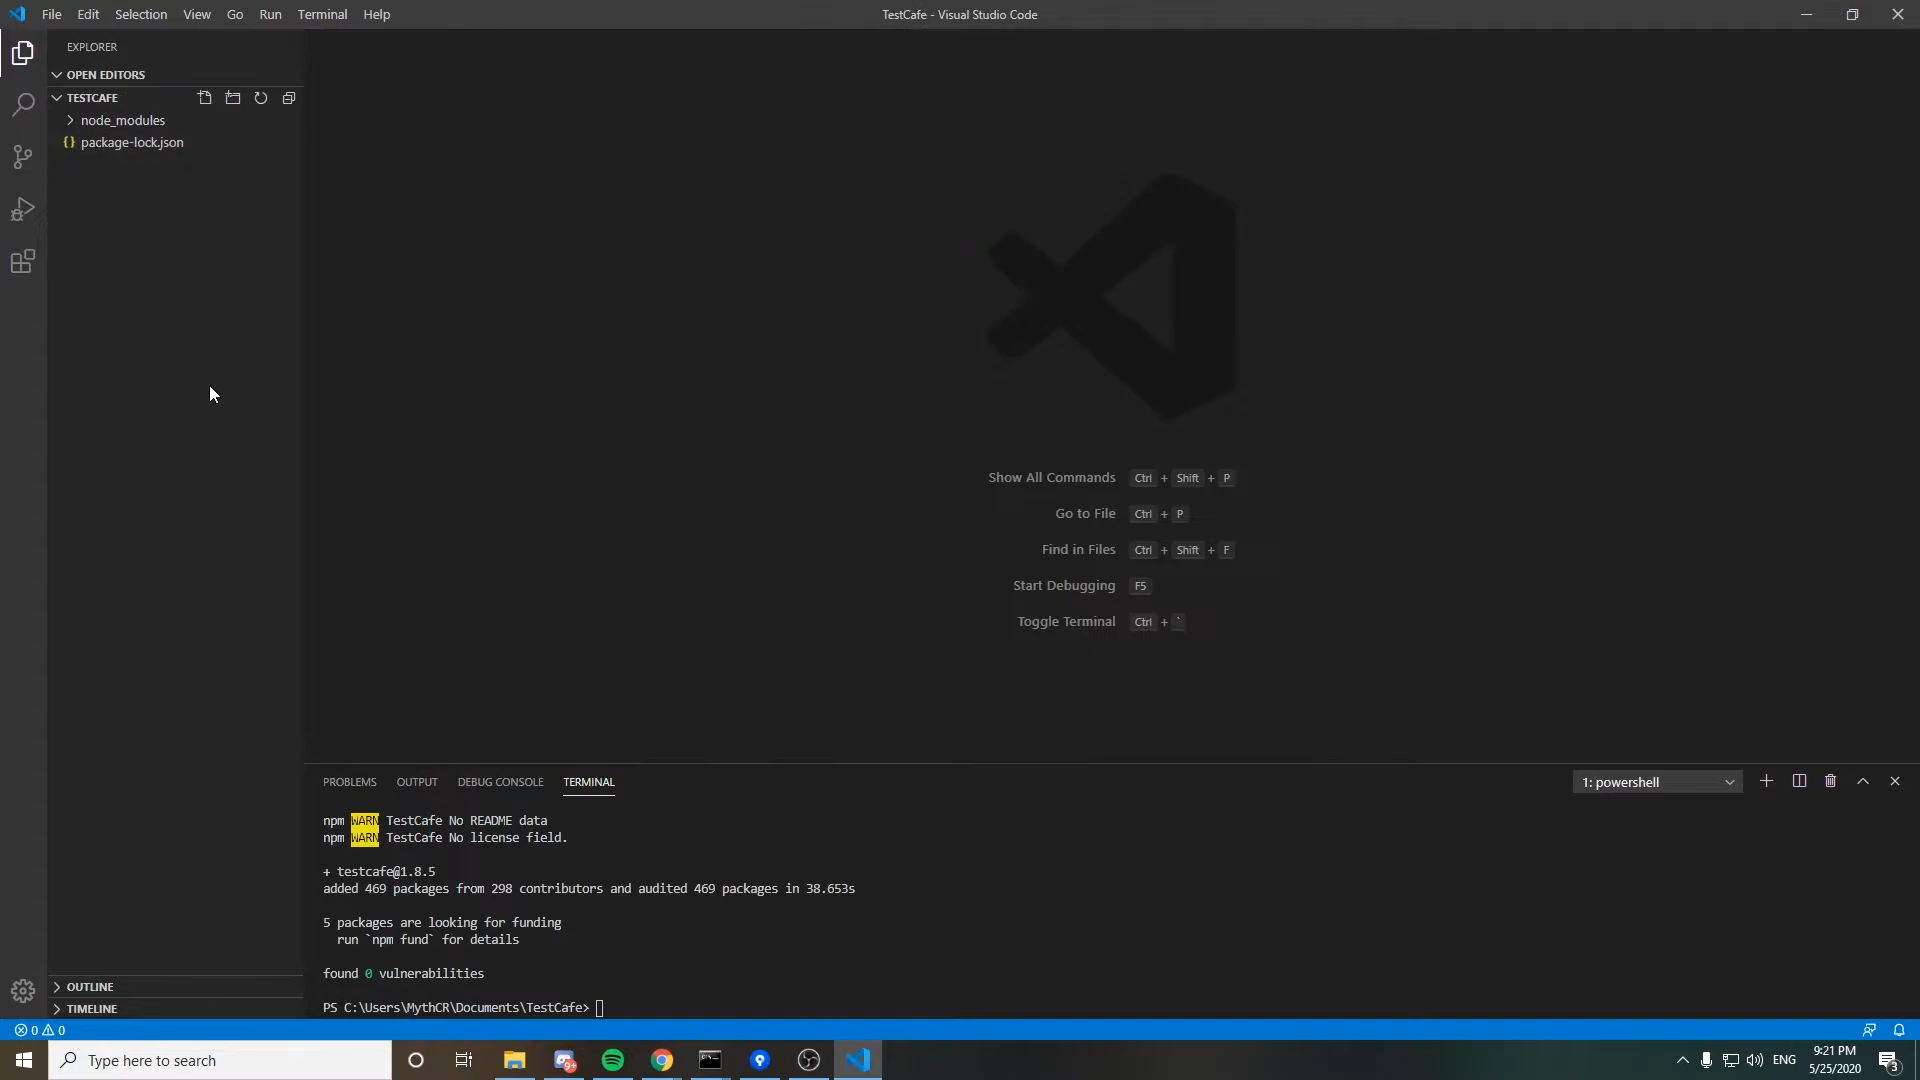 File Edit Selection View Go Run Terminal Help
TestCafe - Visual Studio Code
EXPLORER
OPEN EDITORS
TESTCAFE
node_modules
{} package-lock.json
Show All Commands Ctrl + Shift + P
Go to File Ctrl + P
Find in Files Ctrl + Shift + F
Start Debugging F5
Toggle Terminal Ctrl + `
PROBLEMS OUTPUT DEBUG CONSOLE TERMINAL
1: powershell
npm WARN TestCafe No README data
npm WARN TestCafe No license field.
+ testcafe@1.8.5
added 469 packages from 298 contributors and audited 469 packages in 38.653s
5 packages are looking for funding
run `npm fund` for details
found 0 vulnerabilities
PS C:\Users\MythCR\Documents\TestCafe>
OUTLINE
TIMELINE
0 0
Type here to search
ENG
9:21 PM
5/25/2020
3